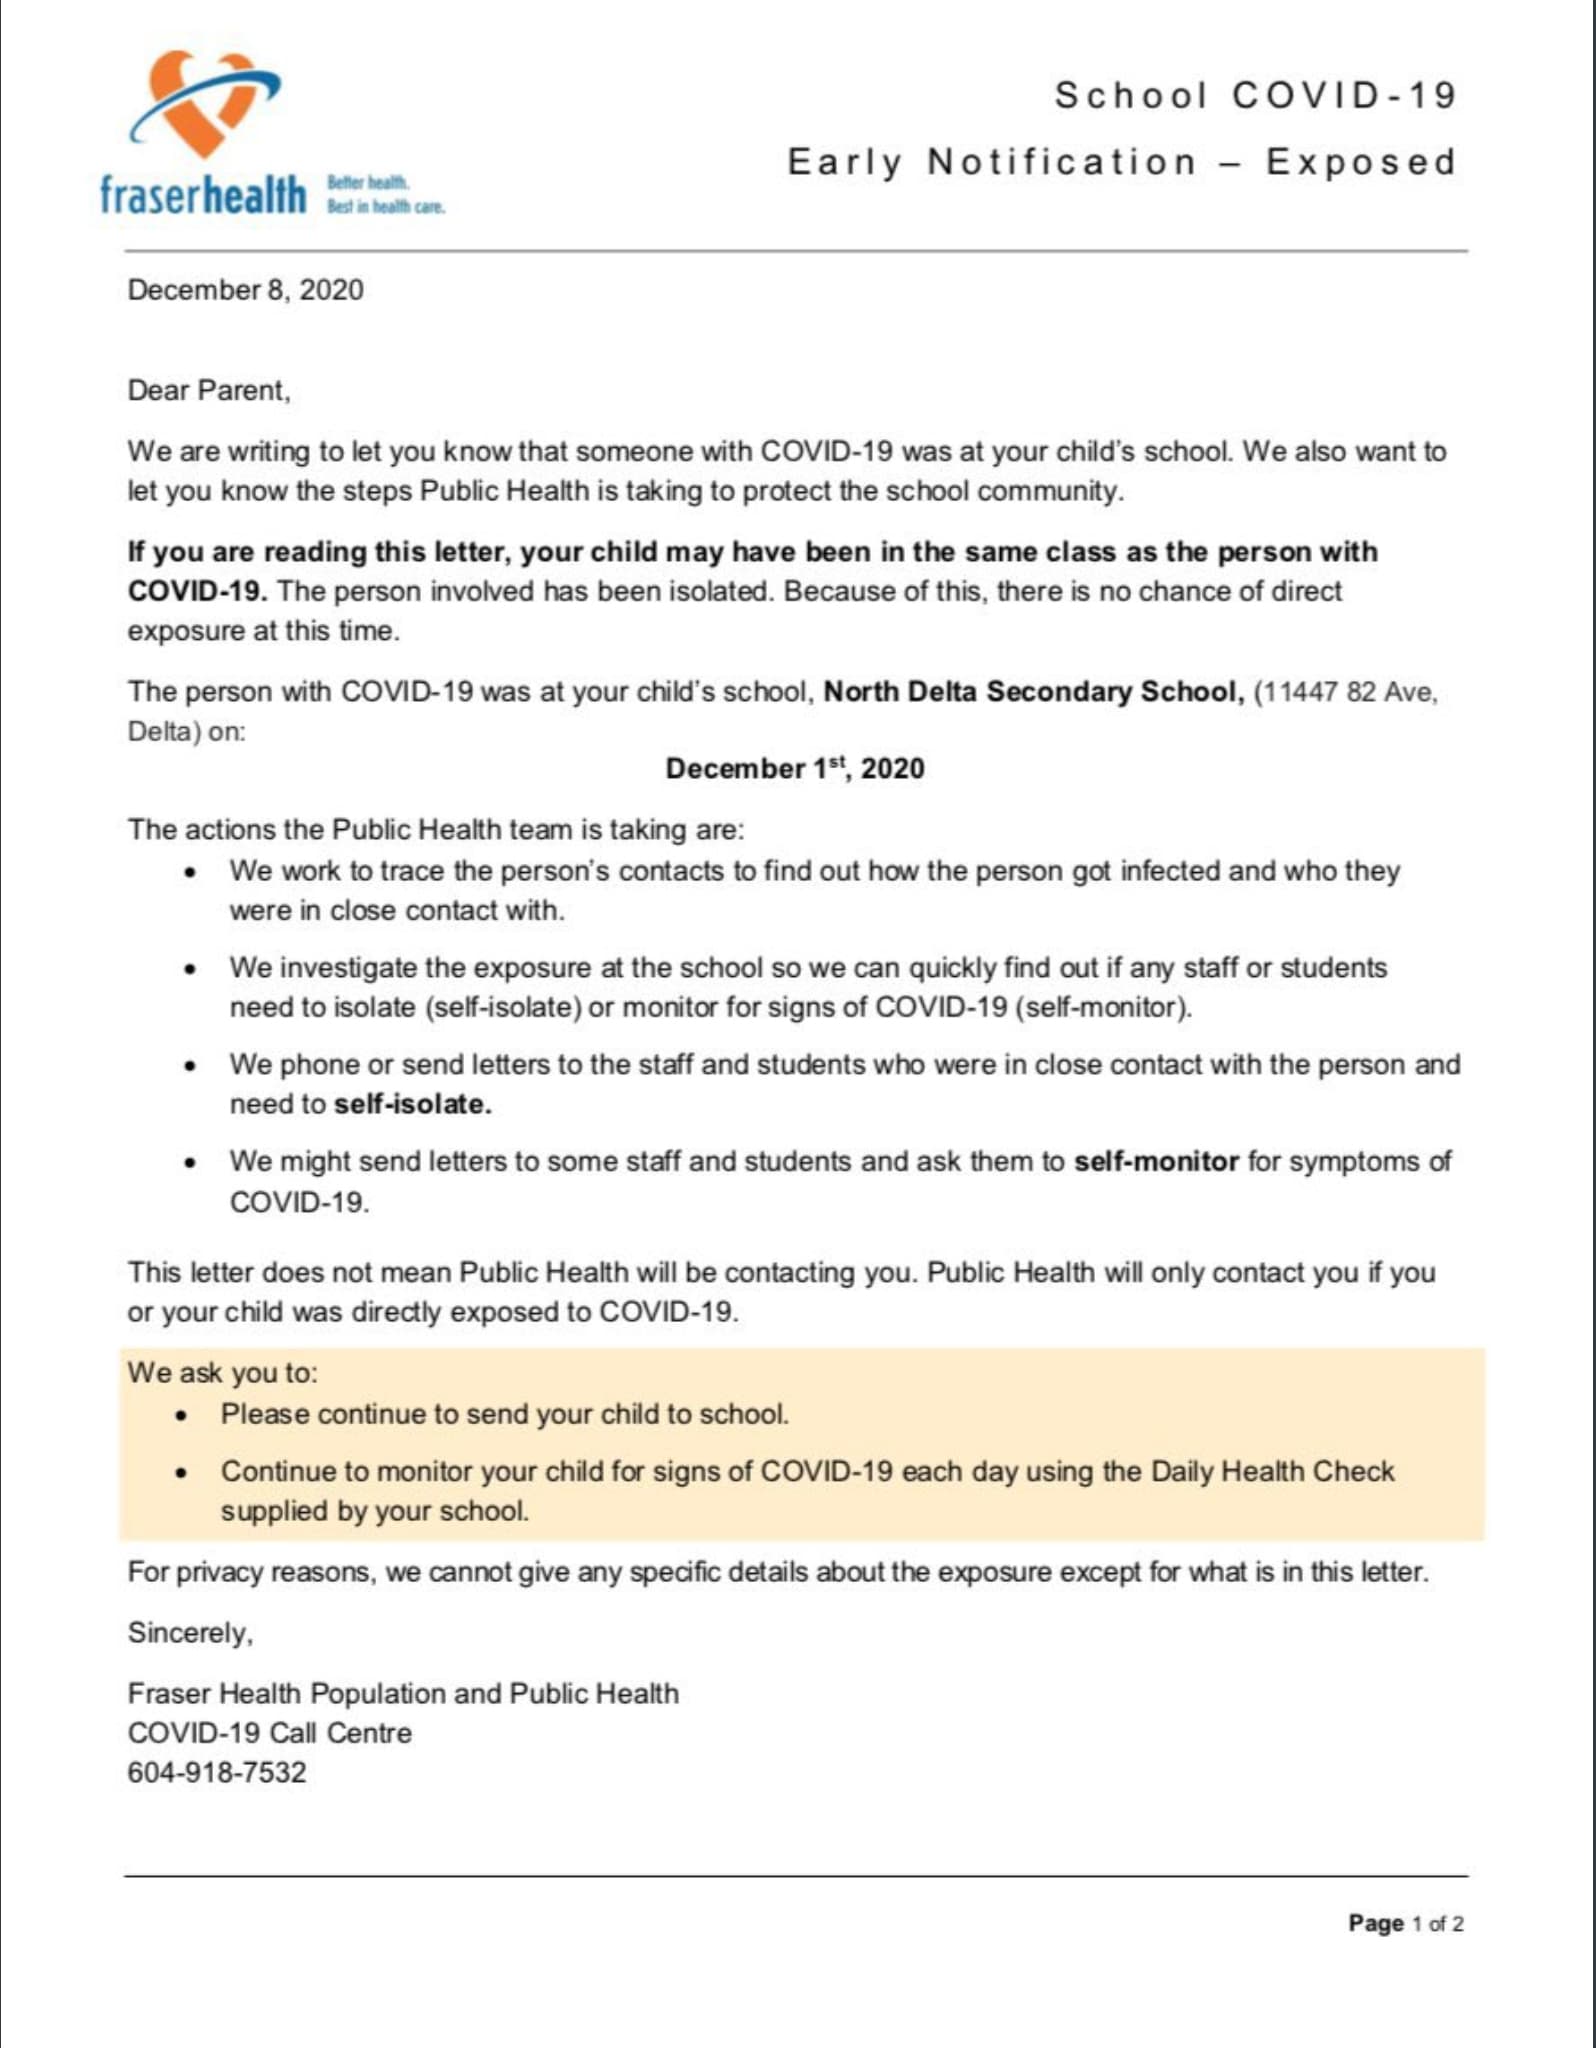 School COVID-19
Early Notification – Exposed
fraserhealth
Better health.
Best in health care.
December 8, 2020
Dear Parent,
We are writing to let you know that someone with COVID-19 was at your child's school. We also want to
let you know the steps Public Health is taking to protect the school community.
If you are reading this letter, your child may have been in the same class as the person with
COVID-19. The person involved has been isolated. Because of this, there is no chance of direct
exposure at this time.
The person with COVID-19 was at your child's school, North Delta Secondary School, (11447 82 Ave,
Delta) on:
December 1st, 2020
The actions the Public Health team is taking are:
• We work to trace the person's contacts to find out how the person got infected and who they
were in close contact with.
• We investigate the exposure at the school so we can quickly find out if any staff or students
need to isolate (self-isolate) or monitor for signs of COVID-19 (self-monitor).
• We phone or send letters to the staff and students who were in close contact with the person and
need to self-isolate.
• We might send letters to some staff and students and ask them to self-monitor for symptoms of
COVID-19.
This letter does not mean Public Health will be contacting you. Public Health will only contact you if you
or your child was directly exposed to COVID-19.
We ask you to:
• Please continue to send your child to school.
• Continue to monitor your child for signs of COVID-19 each day using the Daily Health Check
supplied by your school.
For privacy reasons, we cannot give any specific details about the exposure except for what is in this letter.
Sincerely,
Fraser Health Population and Public Health
COVID-19 Call Centre
604-918-7532
Page 1 of 2